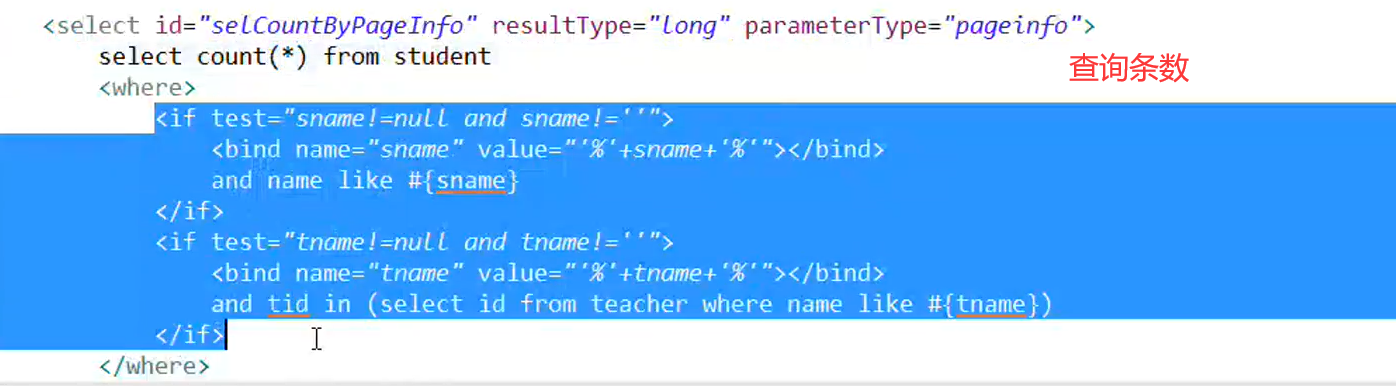 <select id="selCountByPageInfo" resultType="long" parameterType="pageinfo">
select count(*) from student
查询条数
<where>
<if test="sname!=null and sname!=''">
<bind name="sname" value="'%'+sname+'%'"></bind>
and name like #{sname}
</if>
<if test="tname!=null and tname!=''">
<bind name="tname" value="'%'+tname+'%'"></bind>
and tid in (select id from teacher where name like #{tname})
</if>
</where>